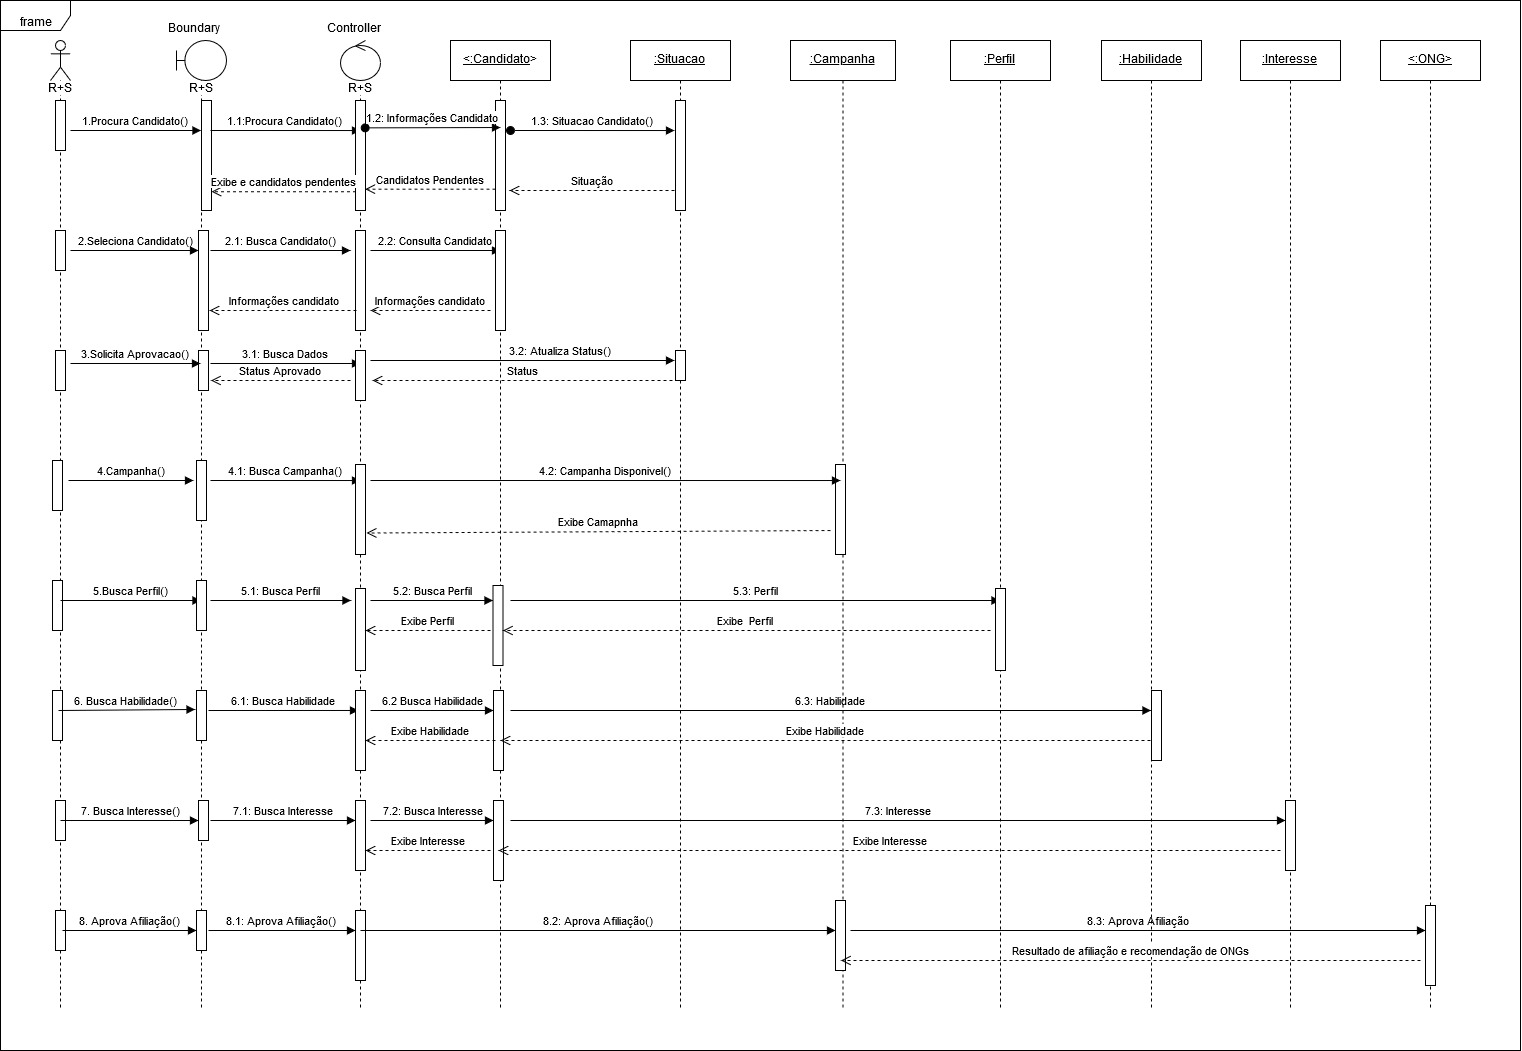 frame
Boundary
Controller
R+S
R+S
R+S
<:Candidato>
:Situacao
:Campanha
:Perfil
:Habilidade
:Interesse
<:ONG>
1.Procura Candidato()
1.1:Procura Candidato()
1.2: Informações Candidato
1.3: Situacao Candidato()
Exibe e candidatos pendentes
Candidatos Pendentes
Situação
2.Seleciona Candidato()
2.1: Busca Candidato()
2.2: Consulta Candidato
Informações candidato
Informações candidato
3.Solicita Aprovacao()
3.1: Busca Dados
3.2: Atualiza Status()
Status Aprovado
Status
4.Campanha()
4.1: Busca Campanha()
4.2: Campanha Disponivel()
Exibe Camapnha
5.Busca Perfil()
5.1: Busca Perfil
5.2: Busca Perfil
5.3: Perfil
Exibe Perfil
Exibe  Perfil
6. Busca Habilidade()
6.1: Busca Habilidade
6.2 Busca Habilidade
6.3: Habilidade
Exibe Habilidade
Exibe Habilidade
7. Busca Interesse()
7.1: Busca Interesse
7.2: Busca Interesse
7.3: Interesse
Exibe Interesse
Exibe Interesse
8. Aprova Afiliação()
8.1: Aprova Afiliação()
8.2: Aprova Afiliação()
8.3: Aprova Afiliação
Resultado de afiliação e recomendação de ONGs